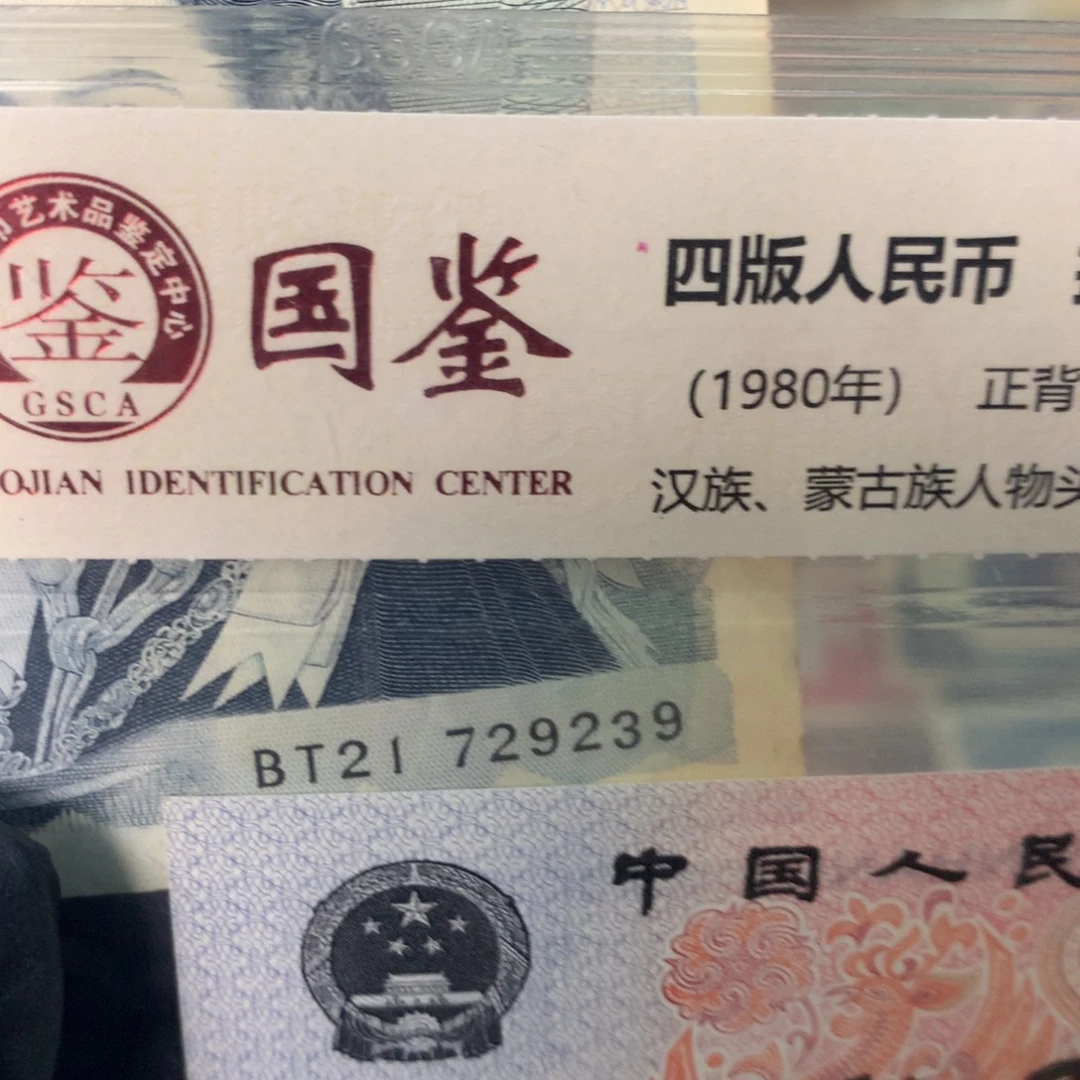 艺术品鉴定中心
鉴
GSCA
国鉴
OJIAN IDENTIFICATION CENTER
四版人民币
(1980年) 正背
汉族、蒙古族人物头
BT21 729239
中国人民